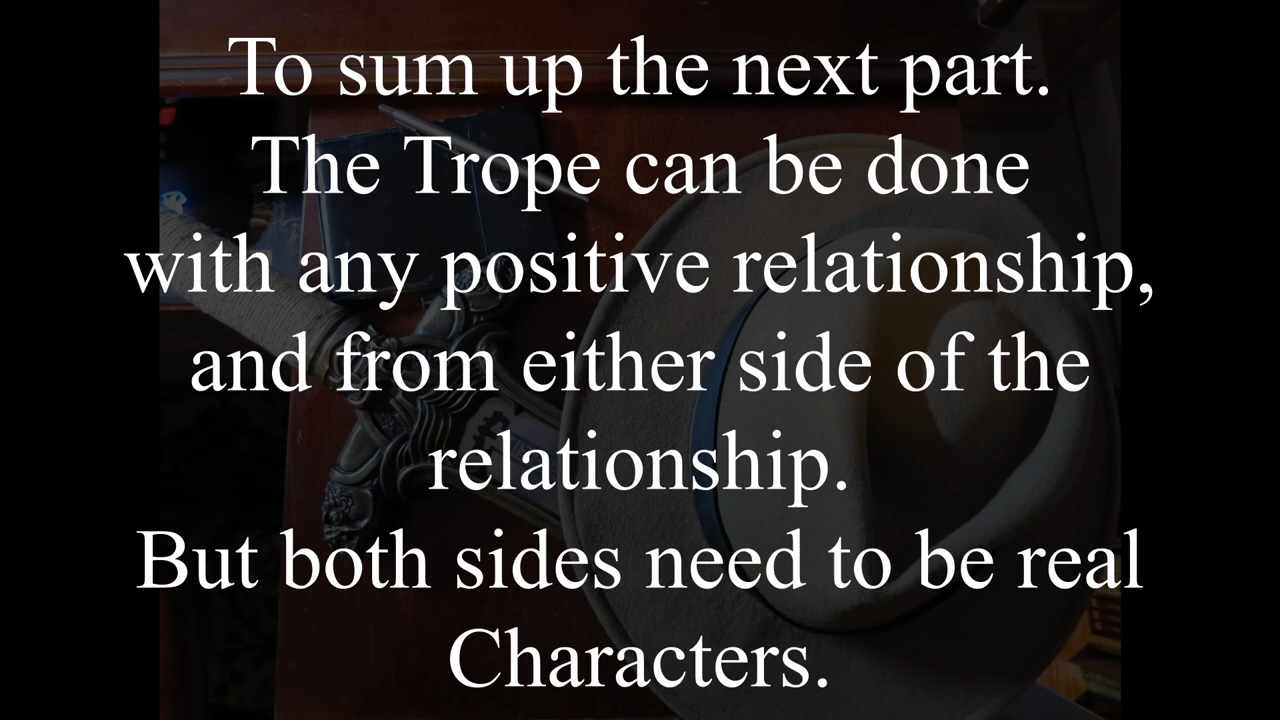 To sum up the next part.
The Trope can be done
with any positive relationship,
and from either side of the
relationship.
But both sides need to be real
Characters.